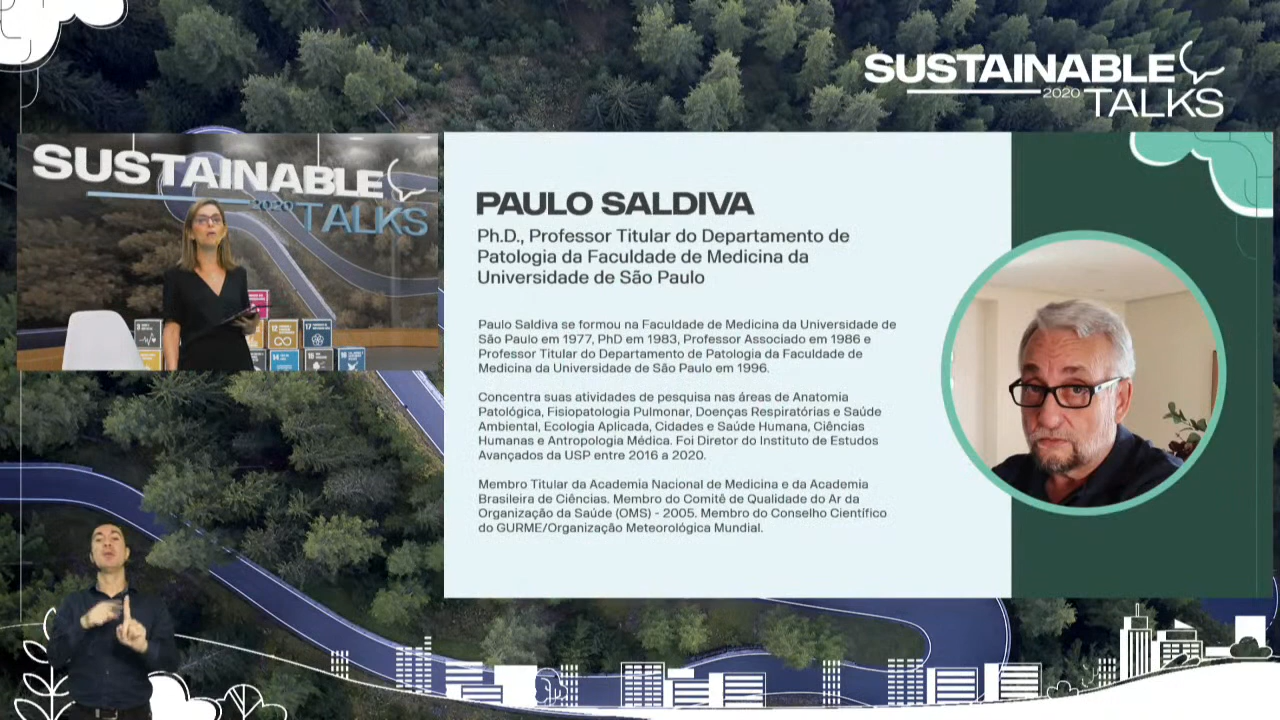 SUSTAINABLE
2020 TALKS
SUSTAINABLE
2020 TALKS
12
17
14
16
PAULO SALDIVA
Ph.D., Professor Titular do Departamento de
Patologia da Faculdade de Medicina da
Universidade de São Paulo
Paulo Saldiva se formou na Faculdade de Medicina da Universidade de
São Paulo em 1977, PhD em 1983, Professor Associado em 1986 e
Professor Titular do Departamento de Patologia da Faculdade de
Medicina da Universidade de São Paulo em 1996.
Concentra suas atividades de pesquisa nas áreas de Anatomia
Patológica, Fisiopatologia Pulmonar, Doenças Respiratórias e Saúde
Ambiental, Ecologia Aplicada, Cidades e Saúde Humana, Ciências
Humanas e Antropologia Médica. Foi Diretor do Instituto de Estudos
Avançados da USP entre 2016 a 2020.
Membro Titular da Academia Nacional de Medicina e da Academia
Brasileira de Ciências. Membro do Comitê de Qualidade do Ar da
Organização da Saúde (OMS) - 2005. Membro do Conselho Científico
do GURME/Organização Meteorológica Mundial.